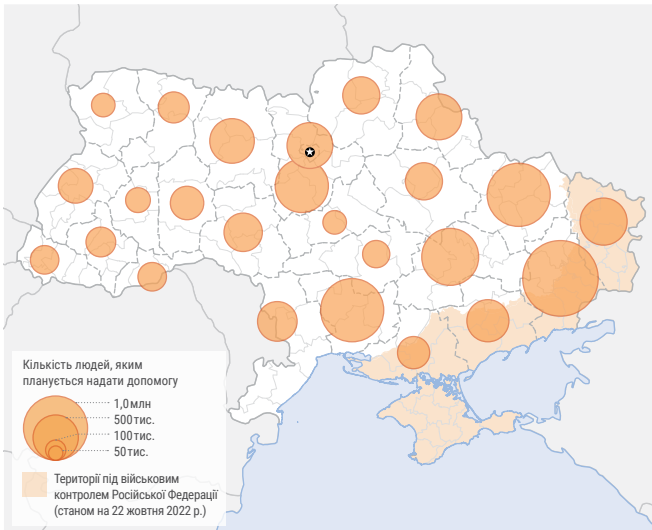 Кількість людей, яким
планується надати допомогу
1,0 млн
500 тис.
100 тис.
50 тис.
Території під військовим
контролем Російської Федерації
(станом на 22 жовтня 2022 р.)